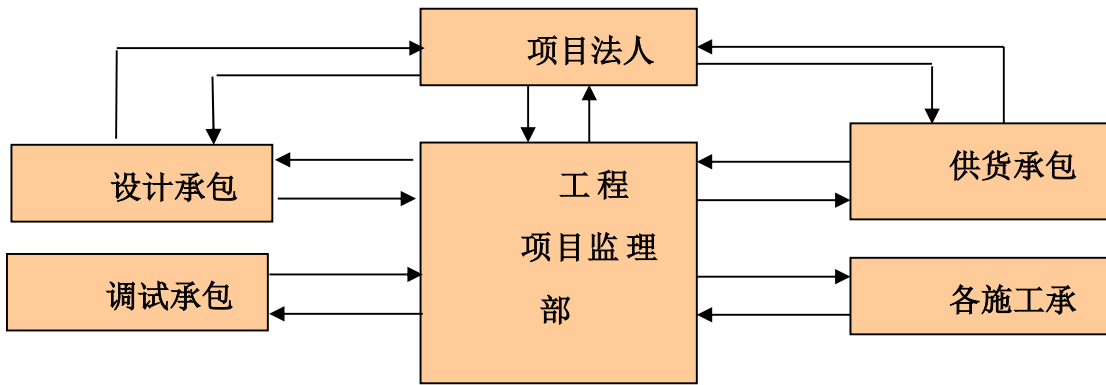 项目法人
设计承包
工程
项目监理
部
供货承包
调试承包
各施工承